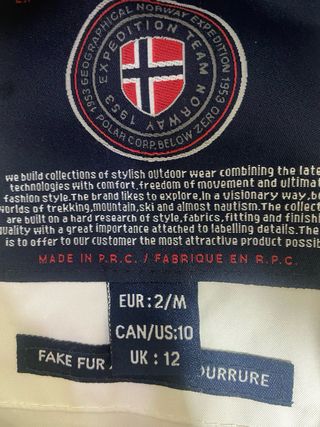 GEOGRAPHICAL NORWAY EXPEDITION 1953
POLAR CORP. BELOW ZERO 1953
EXPEDITION TEAM
NORWAY 1953
we build collections of stylish outdoor wear combining the late
technologies with comfort,freedom of movement and ultimat
fashion style.The brand likes to explore,In a visionary way,
worlds of trekking,mountain,ski and almost nautism.The collect
are built on a hard research of style,fabrics,fitting and finishi
quality with a great importance attached to labelling details.The
is to offer to our customer the most attractive product possib
MADE IN P.R.C. / FABRIQUE EN R.P.C.
EUR : 2/M
CAN/US:10
UK : 12
FAKE FUR
OURRURE